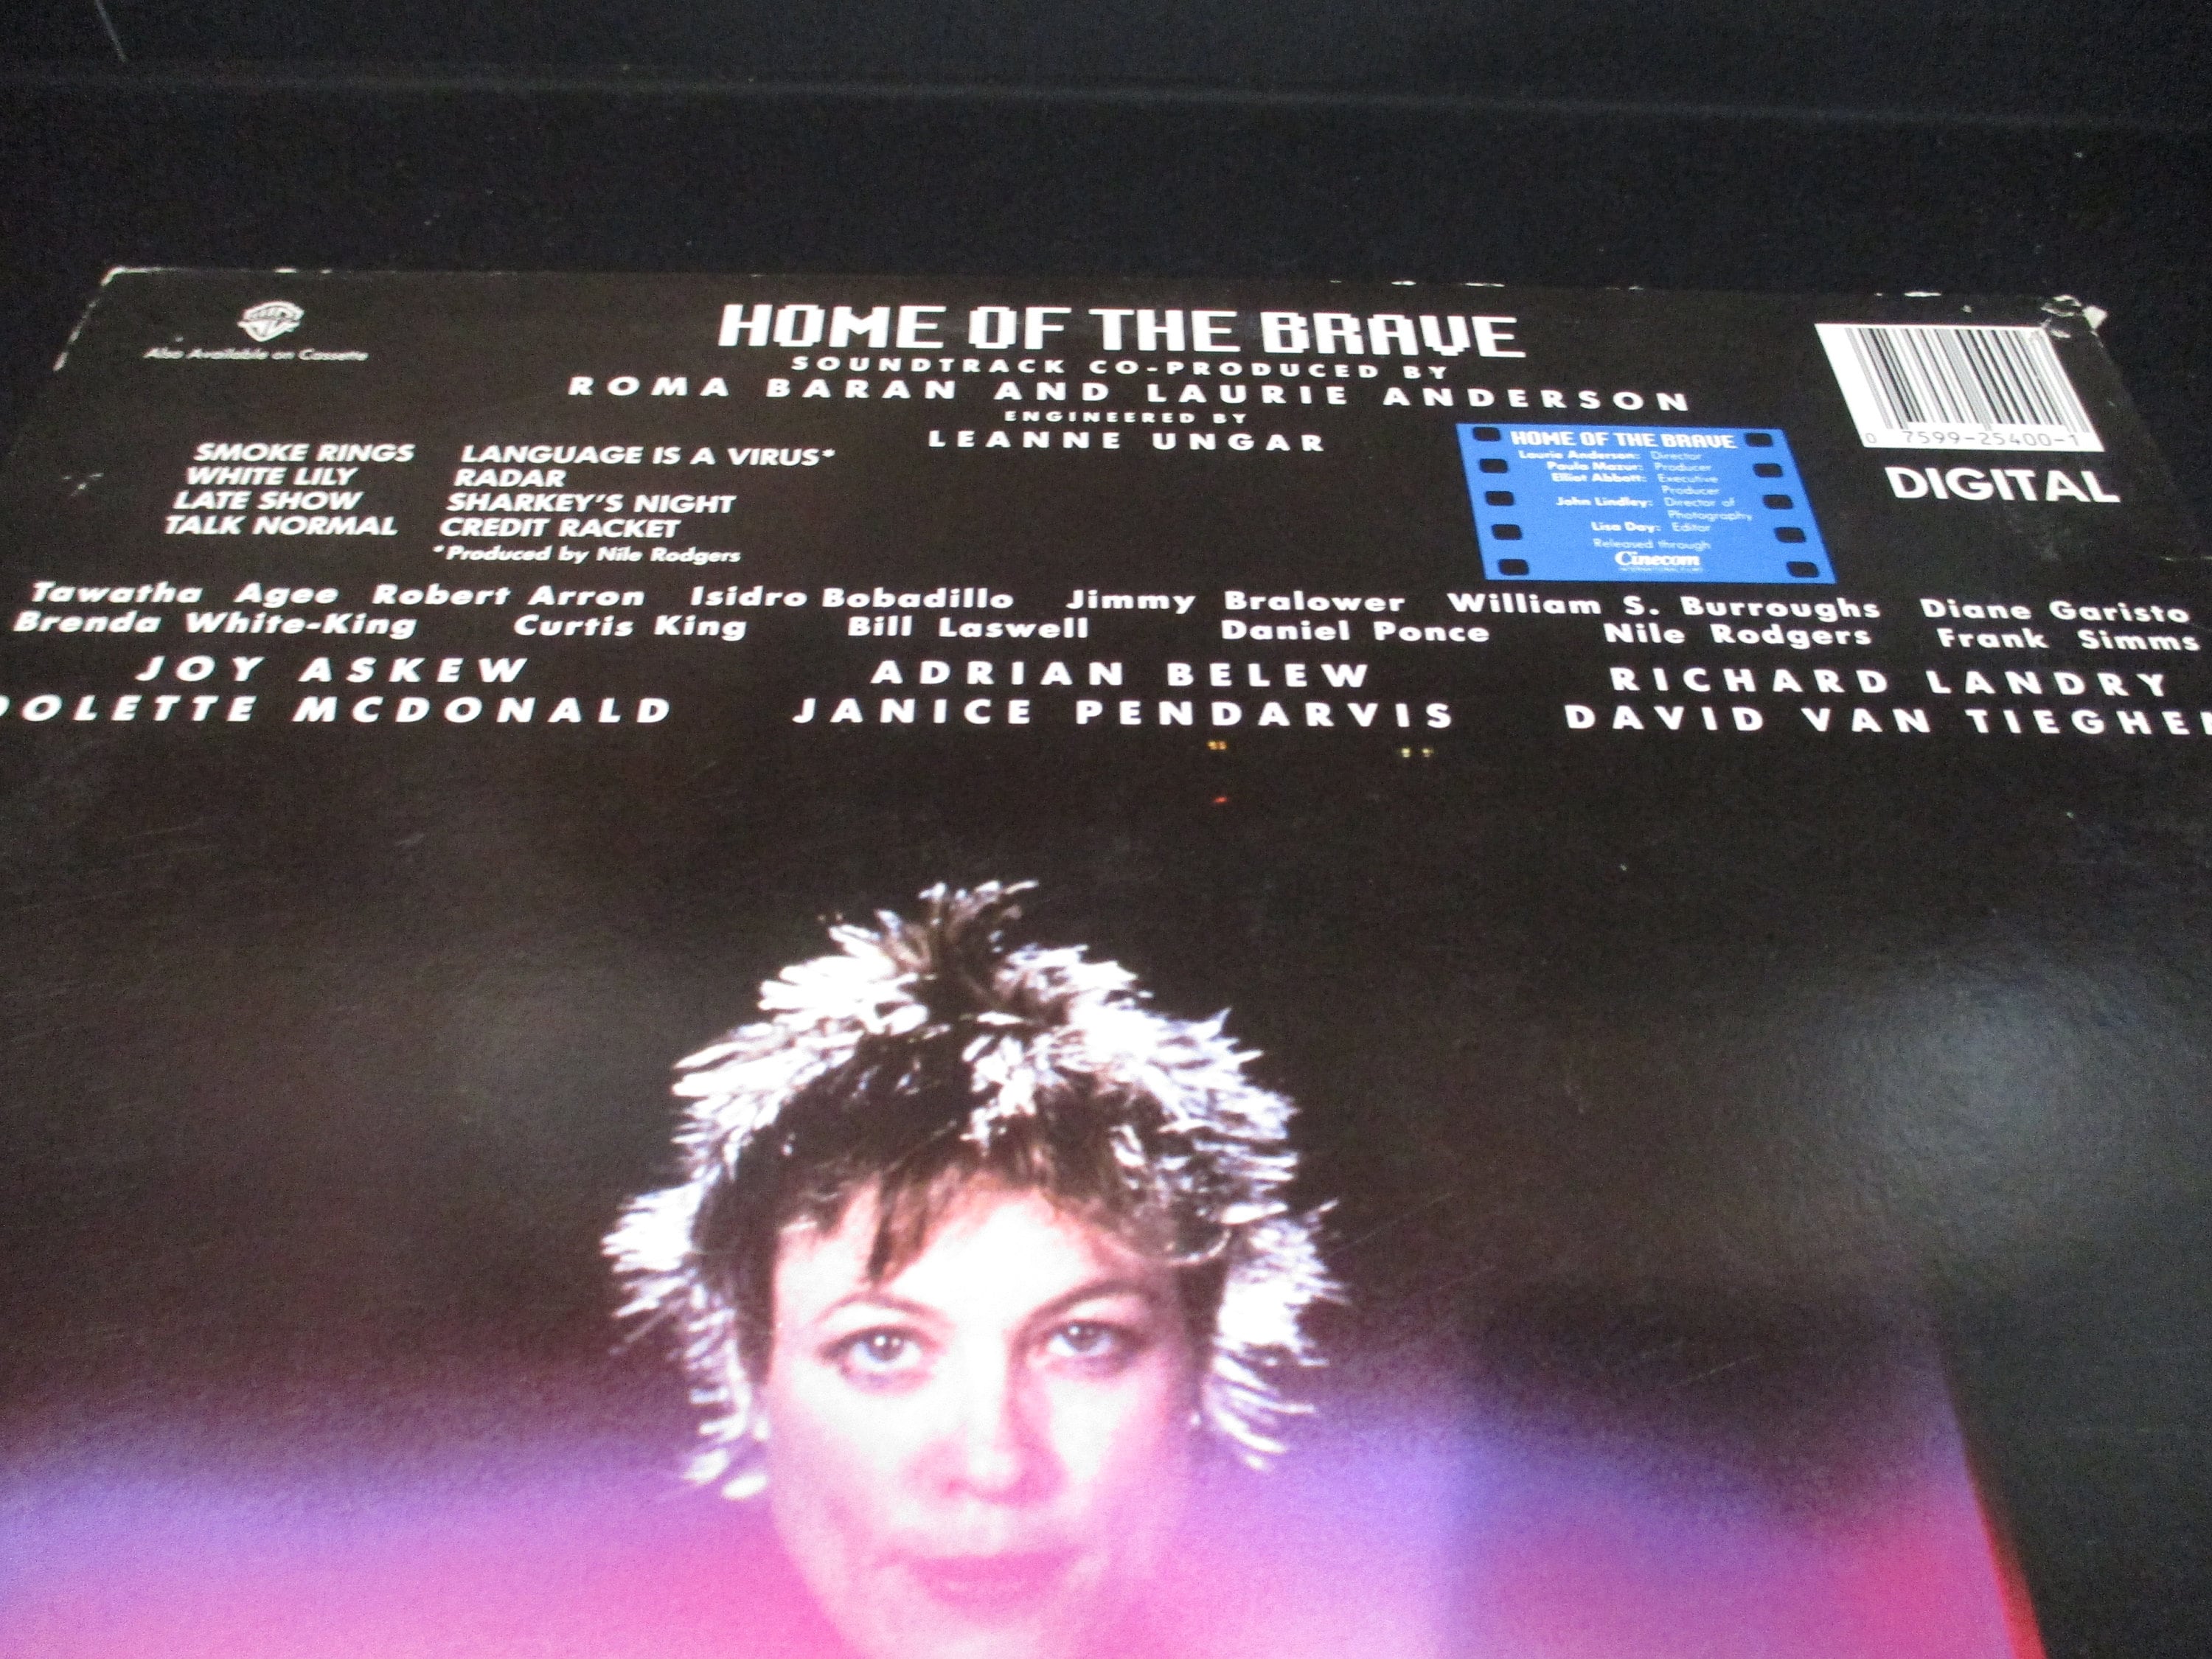 Also Available on Cassette
HOME OF THE BRAVE
SOUNDTRACK CO-PRODUCED BY
ROMA BARAN AND LAURIE ANDERSON
ENGINEERED BY
LEANNE UNGAR
0 7599-25400-1
DIGITAL
SMOKE RINGS
WHITE LILY
LATE SHOW
TALK NORMAL
LANGUAGE IS A VIRUS*
RADAR
SHARKEY'S NIGHT
CREDIT RACKET
*Produced by Nile Rodgers
HOME OF THE BRAVE
Laurie Anderson: Director
Paula Mazur: Producer
Elliot Abbott: Executive
Producer
John Lindley: Director of
Photography
Lisa Day: Editor
Released through
Cinecom
Tawatha Agee Robert Arron Isidro Bobadillo Jimmy Bralower William S. Burroughs Diane Garisto
Brenda White-King Curtis King Bill Laswell Daniel Ponce Nile Rodgers Frank Simms
JOY ASKEW ADRIAN BELEW RICHARD LANDRY
OLETTE MCDONALD JANICE PENDARVIS DAVID VAN TIEGHE